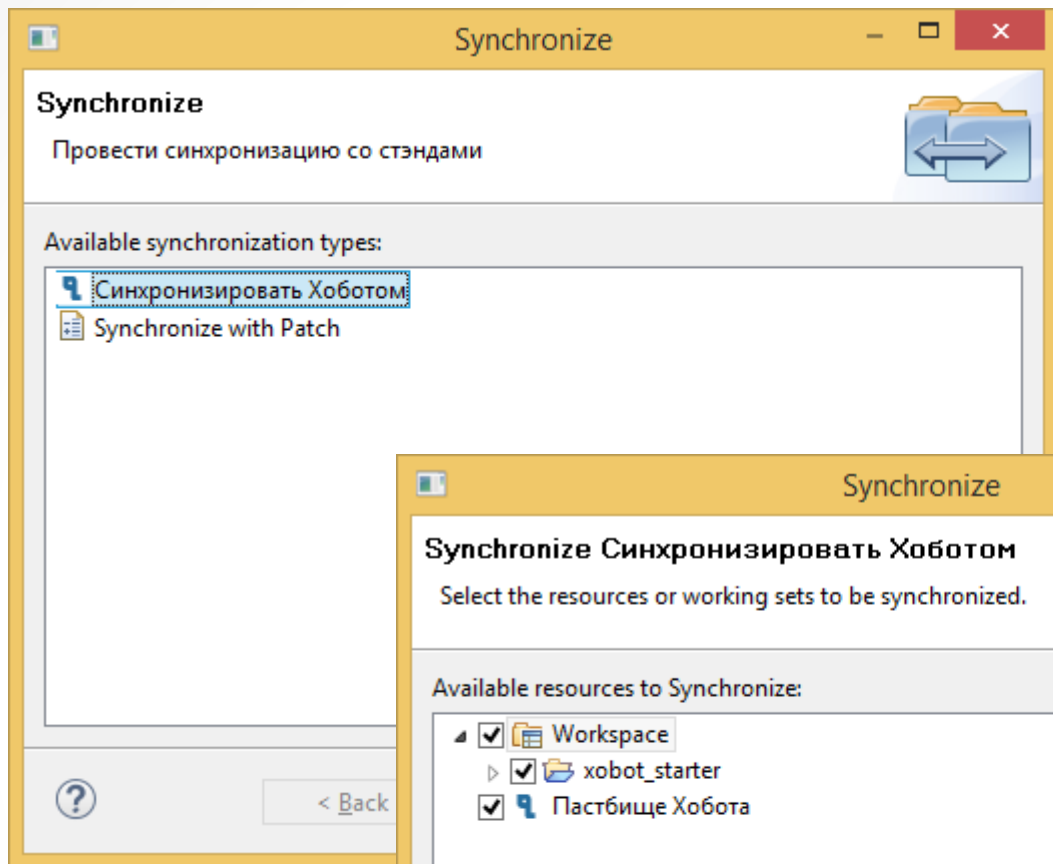 Synchronize
Synchronize
Провести синхронизацию со стэндами
Available synchronization types:
Синхронизировать Хоботом
Synchronize with Patch
< Back
Synchronize
Synchronize Синхронизировать Хоботом
Select the resources or working sets to be synchronized.
Available resources to Synchronize:
Workspace
xobot_starter
Пастбище Хобота